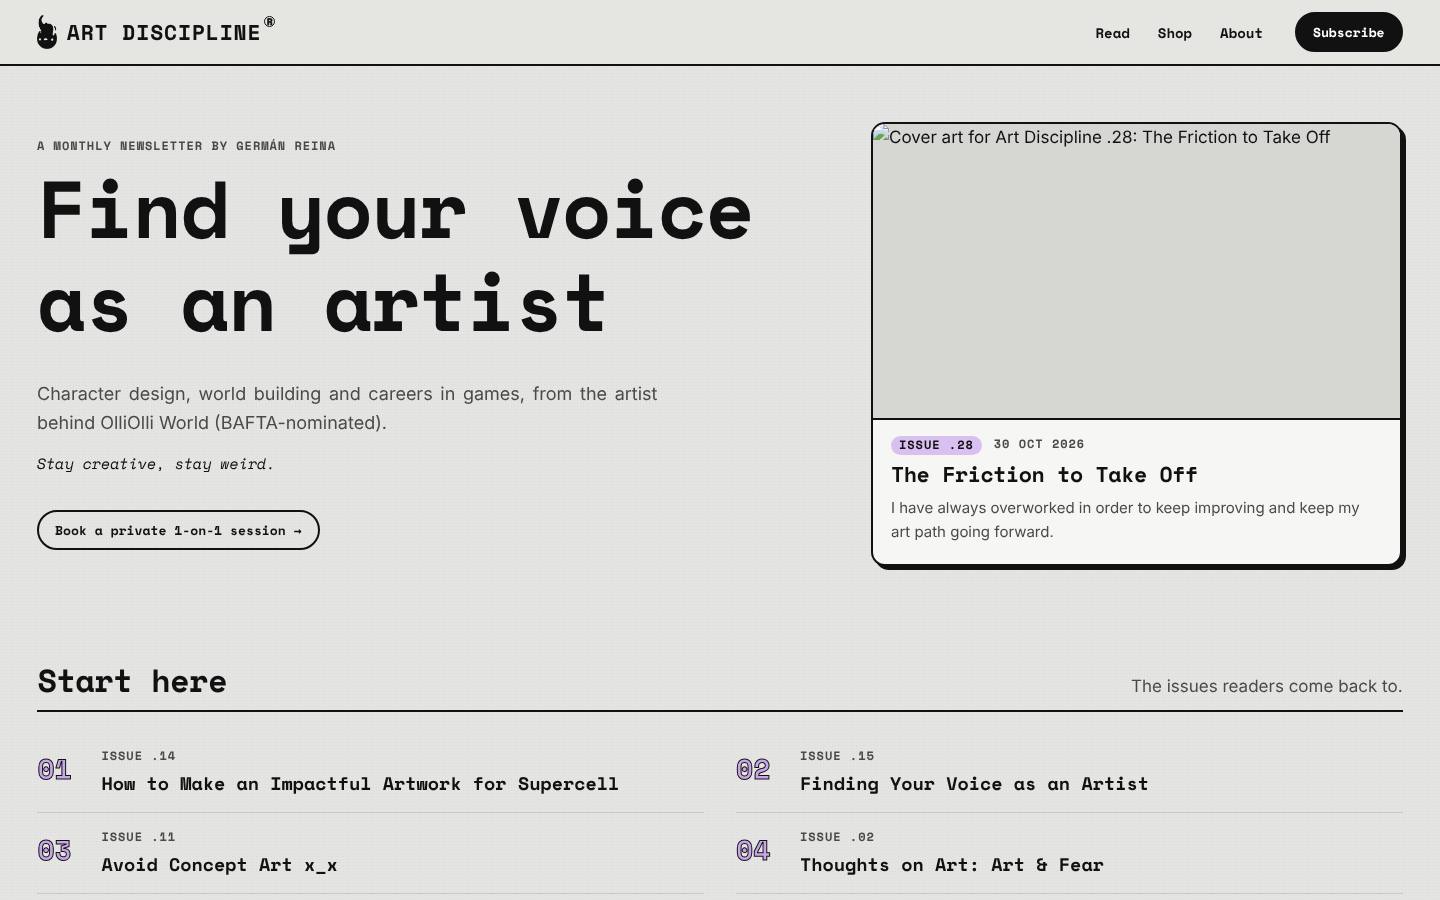 ART DISCIPLINE®
Read
Shop
About
Subscribe
A MONTHLY NEWSLETTER BY GERMÁN REINA
Find your voice
as an artist
Character design, world building and careers in games, from the artist
behind OlliOlli World (BAFTA-nominated).
Stay creative, stay weird.
Book a private 1-on-1 session →
Cover art for Art Discipline .28: The Friction to Take Off
ISSUE .28 30 OCT 2026
The Friction to Take Off
I have always overworked in order to keep improving and keep my
art path going forward.
Start here
The issues readers come back to.
01
ISSUE .14
How to Make an Impactful Artwork for Supercell
02
ISSUE .15
Finding Your Voice as an Artist
03
ISSUE .11
Avoid Concept Art x_x
04
ISSUE .02
Thoughts on Art: Art & Fear